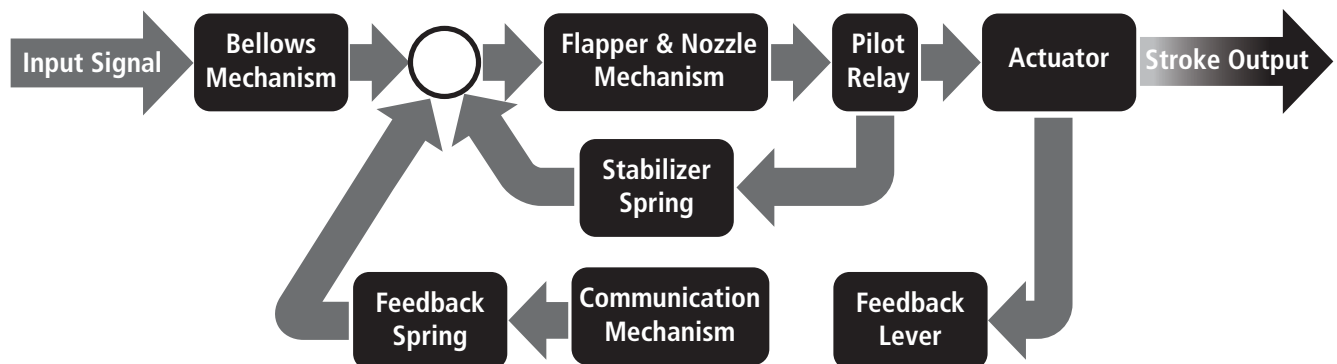 Input Signal
Bellows
Mechanism
Flapper & Nozzle
Mechanism
Pilot
Relay
Actuator
Stroke Output
Stabilizer
Spring
Feedback
Spring
Communication
Mechanism
Feedback
Lever